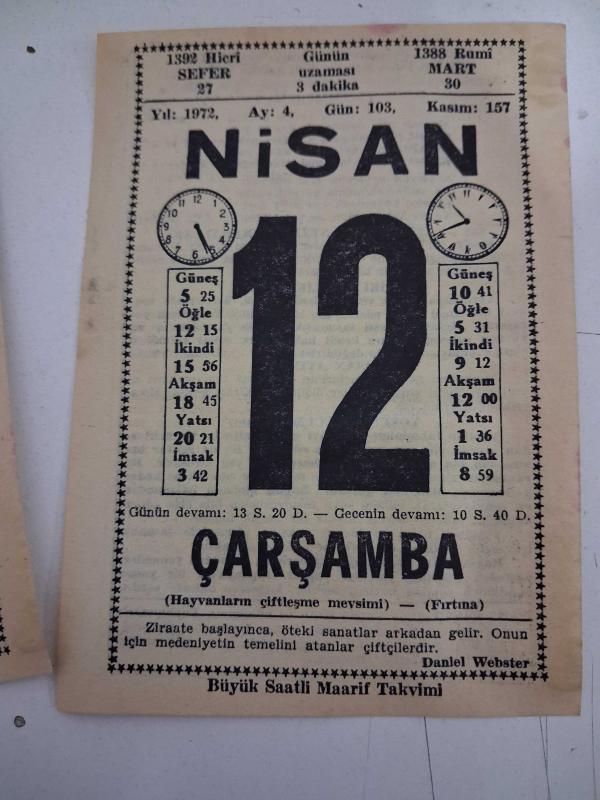 1392 Hicrî Günün 1388 Rumî
SEFER uzaması MART
27 3 dakika 30
Yıl: 1972, Ay: 4, Gün: 103, Kasım: 157
NiSAN
12
Güneş
5 25
Öğle
12 15
İkindi
15 56
Akşam
18 45
Yatsı
20 21
İmsak
3 42
Güneş
10 41
Öğle
5 31
İkindi
9 12
Akşam
12 00
Yatsı
1 36
İmsak
8 59
Günün devamı: 13 S. 20 D. — Gecenin devamı: 10 S. 40 D.
ÇARŞAMBA
(Hayvanların çiftleşme mevsimi) — (Fırtına)
Ziraate başlayınca, öteki sanatlar arkadan gelir. Onun
için medeniyetin temelini atanlar çiftçilerdir.
Daniel Webster
Büyük Saatli Maarif Takvimi